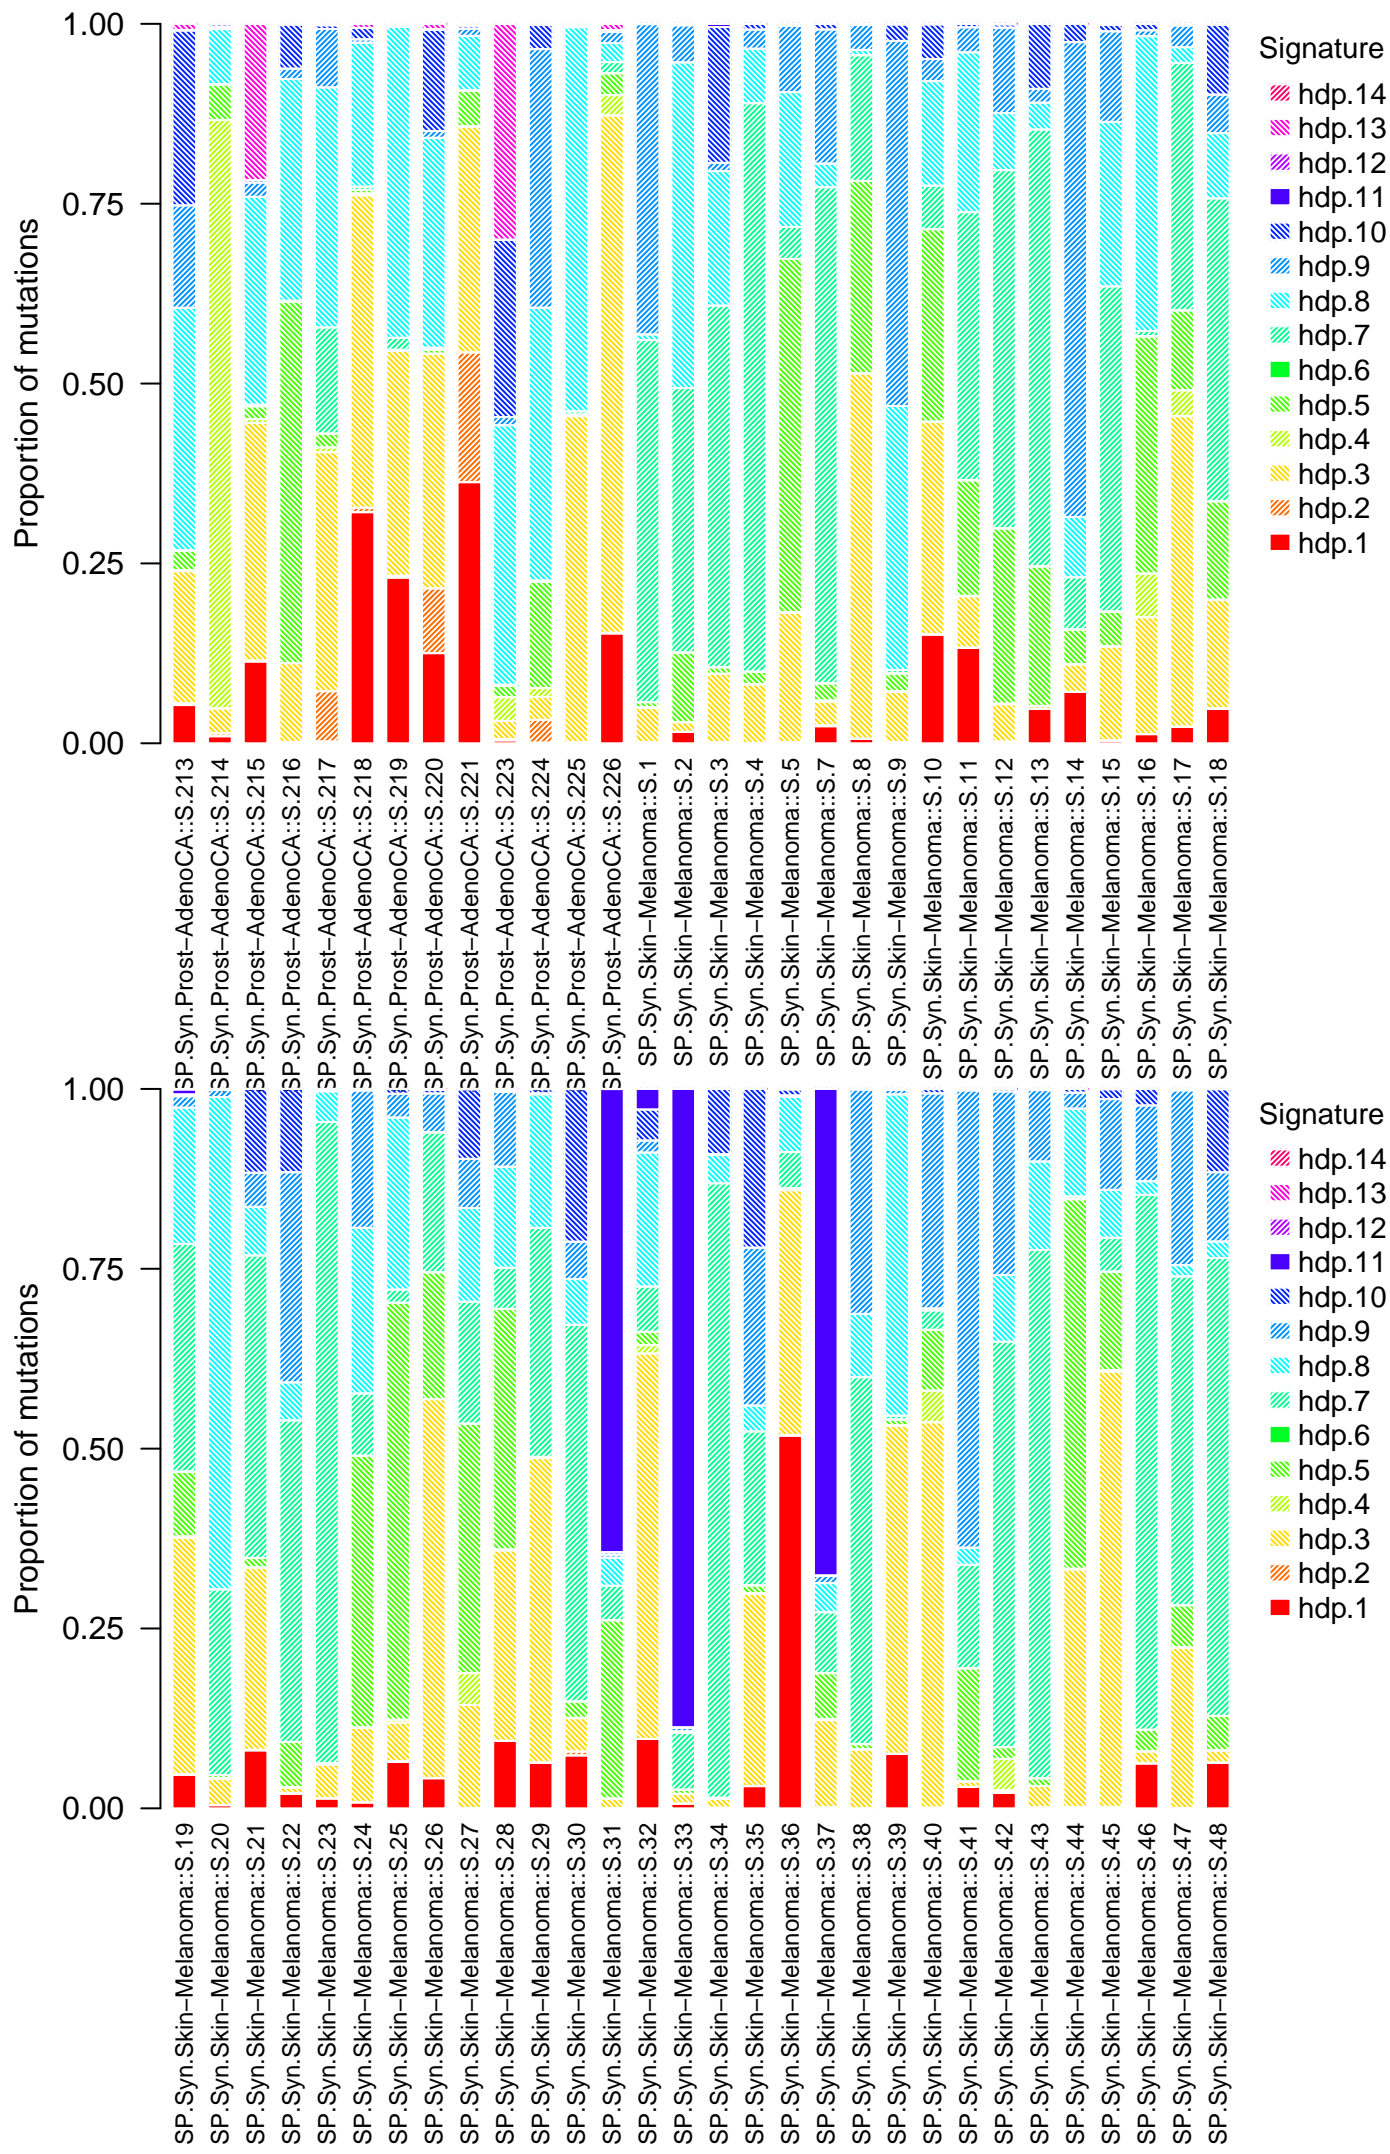 Proportion of mutations
1.00
0.75
0.50
0.25
0.00
SP.Syn.Prost−AdenoCA::S.213
SP.Syn.Prost−AdenoCA::S.214
SP.Syn.Prost−AdenoCA::S.215
SP.Syn.Prost−AdenoCA::S.216
SP.Syn.Prost−AdenoCA::S.217
SP.Syn.Prost−AdenoCA::S.218
SP.Syn.Prost−AdenoCA::S.219
SP.Syn.Prost−AdenoCA::S.220
SP.Syn.Prost−AdenoCA::S.221
SP.Syn.Prost−AdenoCA::S.223
SP.Syn.Prost−AdenoCA::S.224
SP.Syn.Prost−AdenoCA::S.225
SP.Syn.Prost−AdenoCA::S.226
SP.Syn.Skin−Melanoma::S.1
SP.Syn.Skin−Melanoma::S.2
SP.Syn.Skin−Melanoma::S.3
SP.Syn.Skin−Melanoma::S.4
SP.Syn.Skin−Melanoma::S.5
SP.Syn.Skin−Melanoma::S.7
SP.Syn.Skin−Melanoma::S.8
SP.Syn.Skin−Melanoma::S.9
SP.Syn.Skin−Melanoma::S.10
SP.Syn.Skin−Melanoma::S.11
SP.Syn.Skin−Melanoma::S.12
SP.Syn.Skin−Melanoma::S.13
SP.Syn.Skin−Melanoma::S.14
SP.Syn.Skin−Melanoma::S.15
SP.Syn.Skin−Melanoma::S.16
SP.Syn.Skin−Melanoma::S.17
SP.Syn.Skin−Melanoma::S.18
Signature
hdp.14
hdp.13
hdp.12
hdp.11
hdp.10
hdp.9
hdp.8
hdp.7
hdp.6
hdp.5
hdp.4
hdp.3
hdp.2
hdp.1
Proportion of mutations
1.00
0.75
0.50
0.25
0.00
SP.Syn.Skin−Melanoma::S.19
SP.Syn.Skin−Melanoma::S.20
SP.Syn.Skin−Melanoma::S.21
SP.Syn.Skin−Melanoma::S.22
SP.Syn.Skin−Melanoma::S.23
SP.Syn.Skin−Melanoma::S.24
SP.Syn.Skin−Melanoma::S.25
SP.Syn.Skin−Melanoma::S.26
SP.Syn.Skin−Melanoma::S.27
SP.Syn.Skin−Melanoma::S.28
SP.Syn.Skin−Melanoma::S.29
SP.Syn.Skin−Melanoma::S.30
SP.Syn.Skin−Melanoma::S.31
SP.Syn.Skin−Melanoma::S.32
SP.Syn.Skin−Melanoma::S.33
SP.Syn.Skin−Melanoma::S.34
SP.Syn.Skin−Melanoma::S.35
SP.Syn.Skin−Melanoma::S.36
SP.Syn.Skin−Melanoma::S.37
SP.Syn.Skin−Melanoma::S.38
SP.Syn.Skin−Melanoma::S.39
SP.Syn.Skin−Melanoma::S.40
SP.Syn.Skin−Melanoma::S.41
SP.Syn.Skin−Melanoma::S.42
SP.Syn.Skin−Melanoma::S.43
SP.Syn.Skin−Melanoma::S.44
SP.Syn.Skin−Melanoma::S.45
SP.Syn.Skin−Melanoma::S.46
SP.Syn.Skin−Melanoma::S.47
SP.Syn.Skin−Melanoma::S.48
Signature
hdp.14
hdp.13
hdp.12
hdp.11
hdp.10
hdp.9
hdp.8
hdp.7
hdp.6
hdp.5
hdp.4
hdp.3
hdp.2
hdp.1